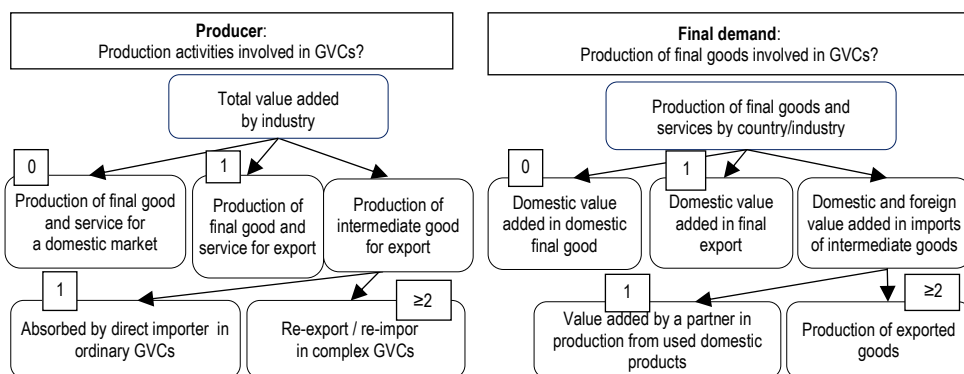 Producer:
Production activities involved in GVCs?
Total value added
by industry
0
Production of final good
and service for
a domestic market
1
Production of
final good and
service for export
Production of
intermediate good
for export
1
Absorbed by direct importer in
ordinary GVCs
≥2
Re-export / re-impor
in complex GVCs
Final demand:
Production of final goods involved in GVCs?
Production of final goods and
services by country/industry
0
Domestic value
added in domestic
final good
1
Domestic value
added in final
export
Domestic and foreign
value added in imports
of intermediate goods
1
Value added by a partner in
production from used domestic
products
≥2
Production of exported
goods